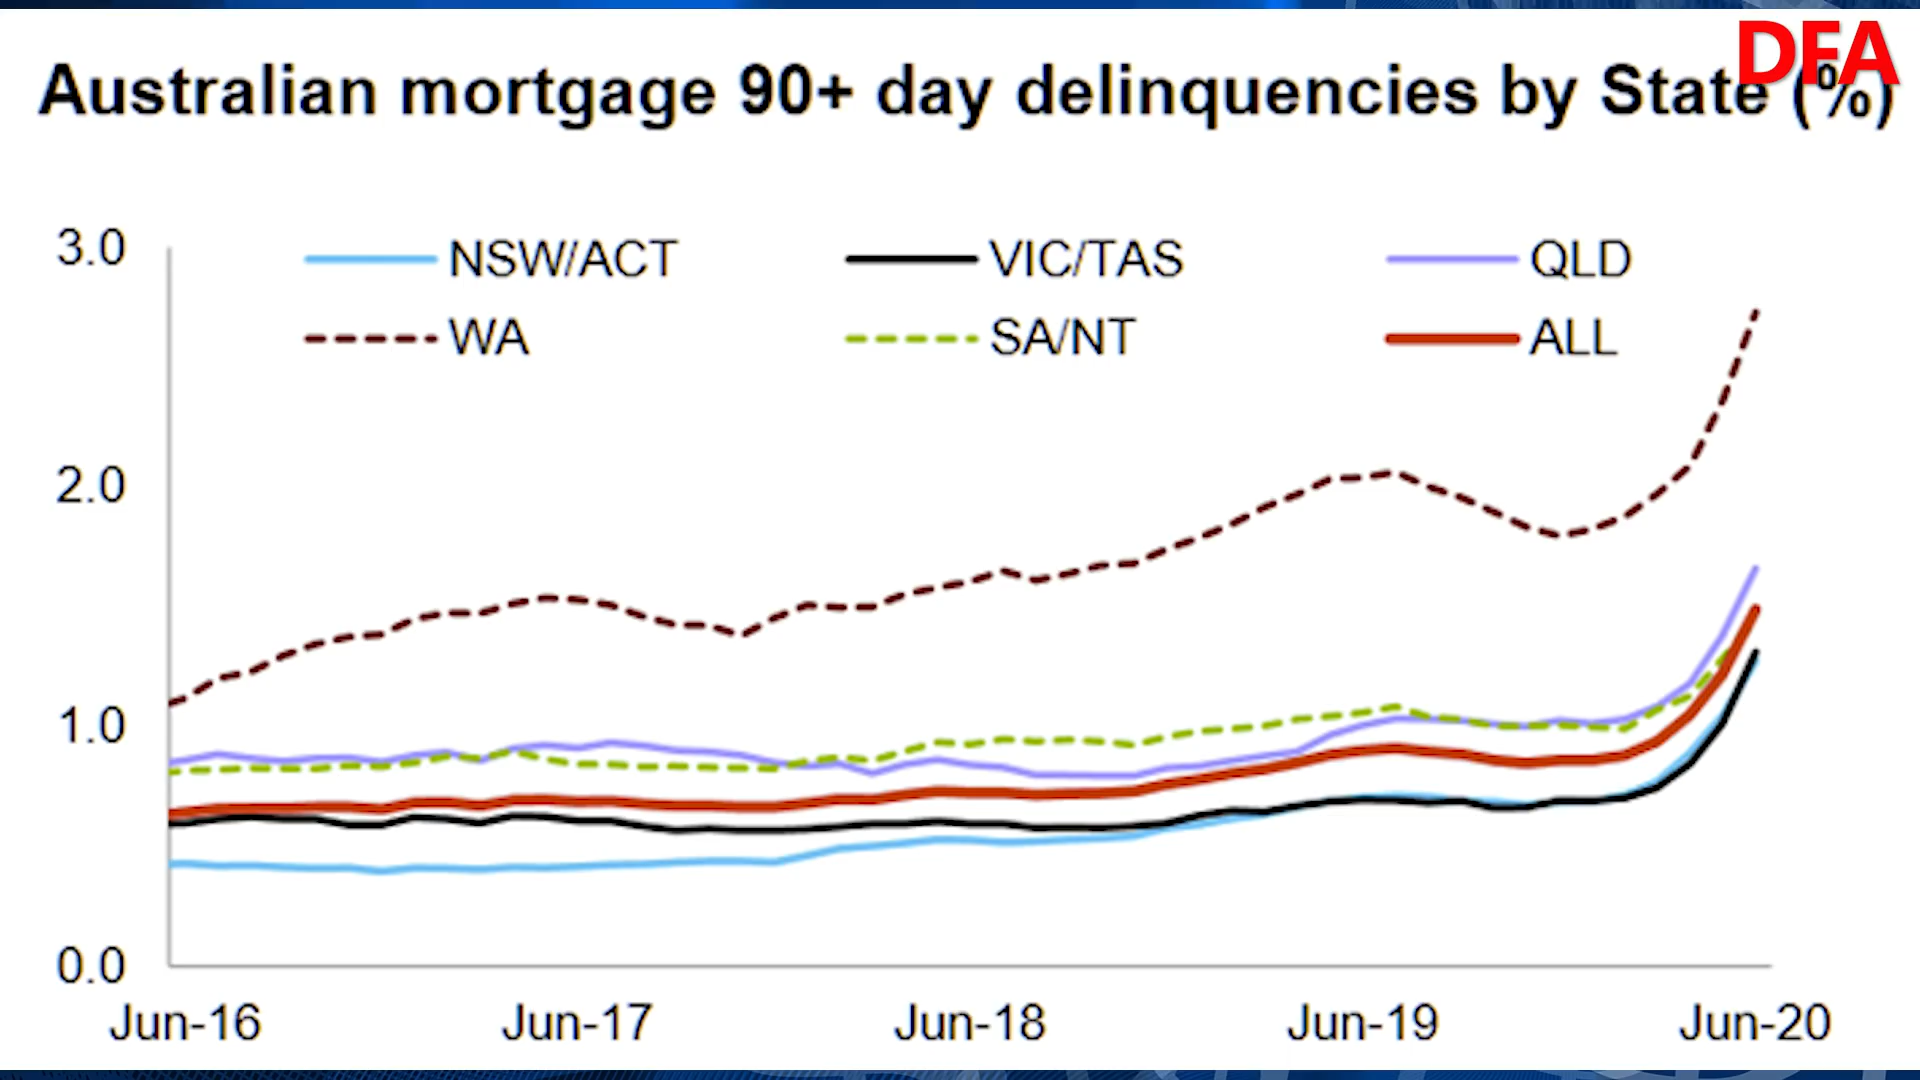 DFA
Australian mortgage 90+ day delinquencies by State (%)
3.0
NSW/ACT VIC/TAS QLD
WA SA/NT ALL
2.0
1.0
0.0
Jun-16 Jun-17 Jun-18 Jun-19 Jun-20